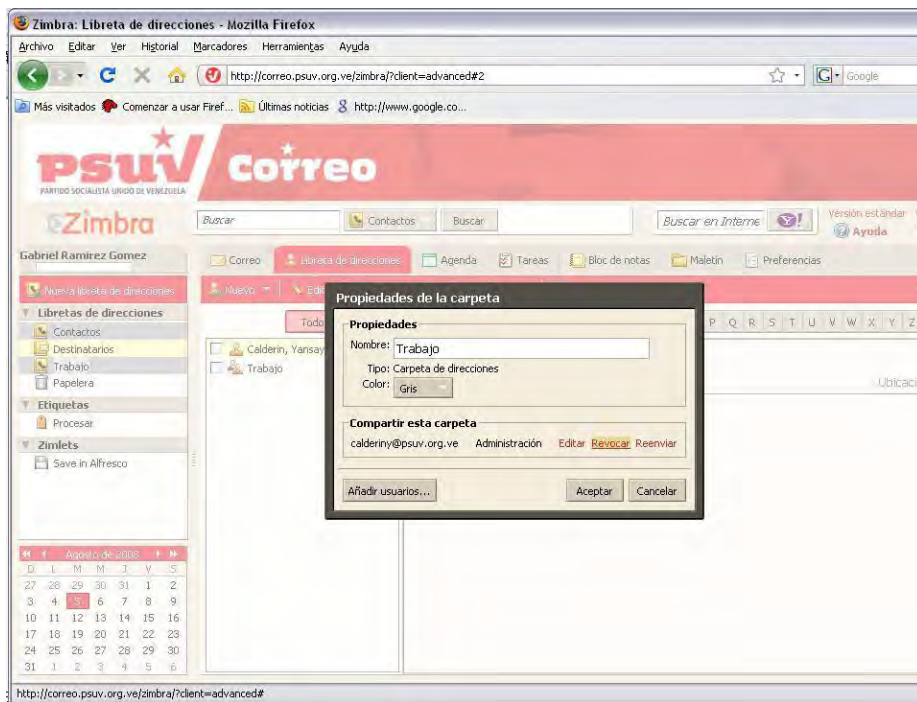 Zimbra: Libreta de direcciones - Mozilla Firefox
Archivo Editar Ver Historial Marcadores Herramientas Ayuda
http://correo.psuv.org.ve/zimbra/?client=advanced#2 G Google
Más visitados Comenzar a usar Firef... Últimas noticias http://www.google.co...
psuv correo
PARTIDO SOCIALISTA UNIDO DE VENEZUELA
Zimbra Buscar Contactos Buscar Buscar en Interne Y! Versión estándar
Ayuda
Gabriel Ramirez Gomez
Correo Libreta de direcciones Agenda Tareas Bloc de notas Maletín Preferencias
Nueva libreta de direcciones Nuevo Edi
Libretas de direcciones
Contactos
Destinatarios
Trabajo
Papelera
Etiquetas
Procesar
Zimlets
Save in Alfresco
Todo P Q R S T U V W X Y Z
Calderin, Yansay
Trabajo
Ubicaci
Propiedades de la carpeta
Propiedades
Nombre: Trabajo
Tipo: Carpeta de direcciones
Color: Gris
Compartir esta carpeta
calderiny@psuv.org.ve Administración Editar Revocar Reenviar
Añadir usuarios... Aceptar Cancelar
Agosto de 2008
D L M M J V S
27 28 29 30 31 1 2
3 4 5 6 7 8 9
10 11 12 13 14 15 16
17 18 19 20 21 22 23
24 25 26 27 28 29 30
31 1 2 3 4 5 6
http://correo.psuv.org.ve/zimbra/?client=advanced#